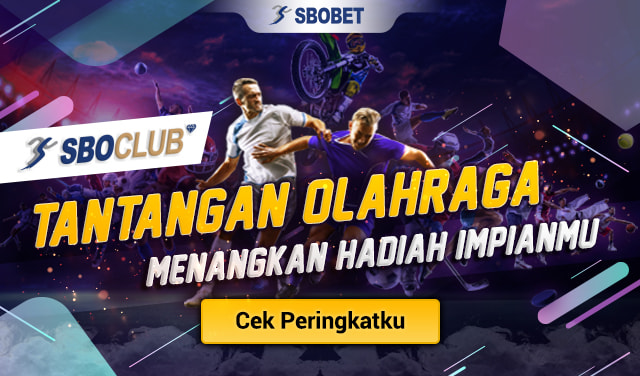 SBOBET
SBOCLUB
TANTANGAN OLAHRAGA
MENANGKAN HADIAH IMPIANMU
Cek Peringkatku